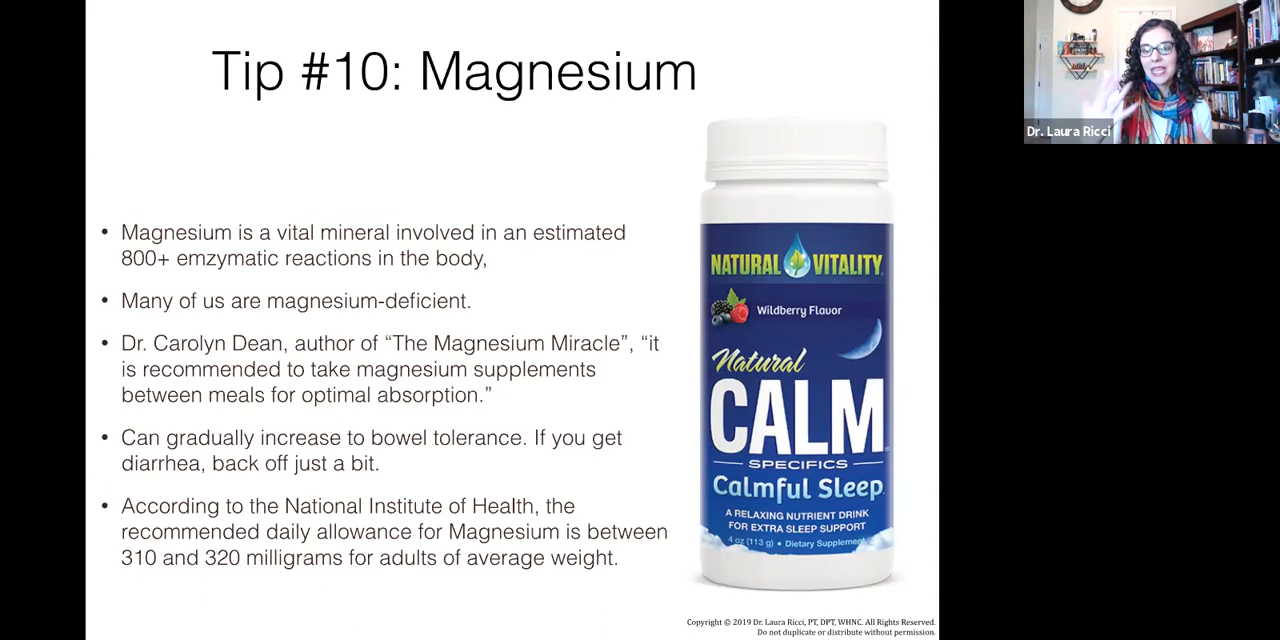 Tip #10: Magnesium
• Magnesium is a vital mineral involved in an estimated
800+ emzymatic reactions in the body,
• Many of us are magnesium-deficient.
• Dr. Carolyn Dean, author of “The Magnesium Miracle”, “it
is recommended to take magnesium supplements
between meals for optimal absorption.”
• Can gradually increase to bowel tolerance. If you get
diarrhea, back off just a bit.
• According to the National Institute of Health, the
recommended daily allowance for Magnesium is between
310 and 320 milligrams for adults of average weight.
NATURAL VITALITY
Wildberry Flavor
Natural
CALM
SPECIFICS
Calmful Sleep
A RELAXING NUTRIENT DRINK
FOR EXTRA SLEEP SUPPORT
4 oz (113 g) • Dietary Supplement
Copyright © 2019 Dr. Laura Ricci, PT, DPT, WHNC. All Rights Reserved.
Do not duplicate or distribute without permission.
Dr. Laura Ricci